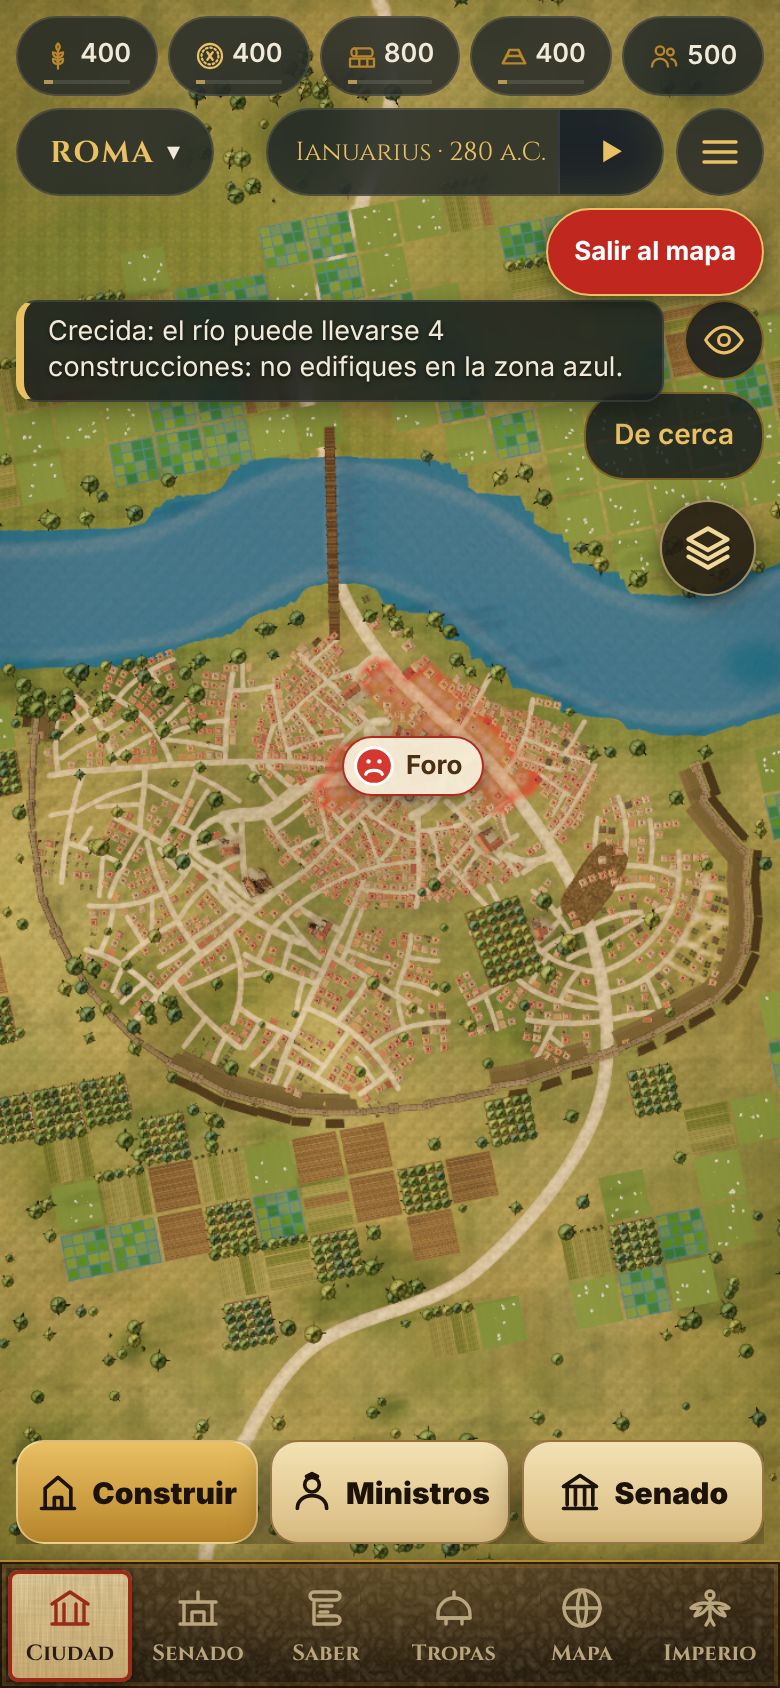 400
400
800
400
500
ROMA ▼
Ianuarius · 280 a.C.
Salir al mapa
Crecida: el río puede llevarse 4
construcciones: no edifiques en la zona azul.
De cerca
Foro
Construir
Ministros
Senado
Ciudad
Senado
Saber
Tropas
Mapa
Imperio